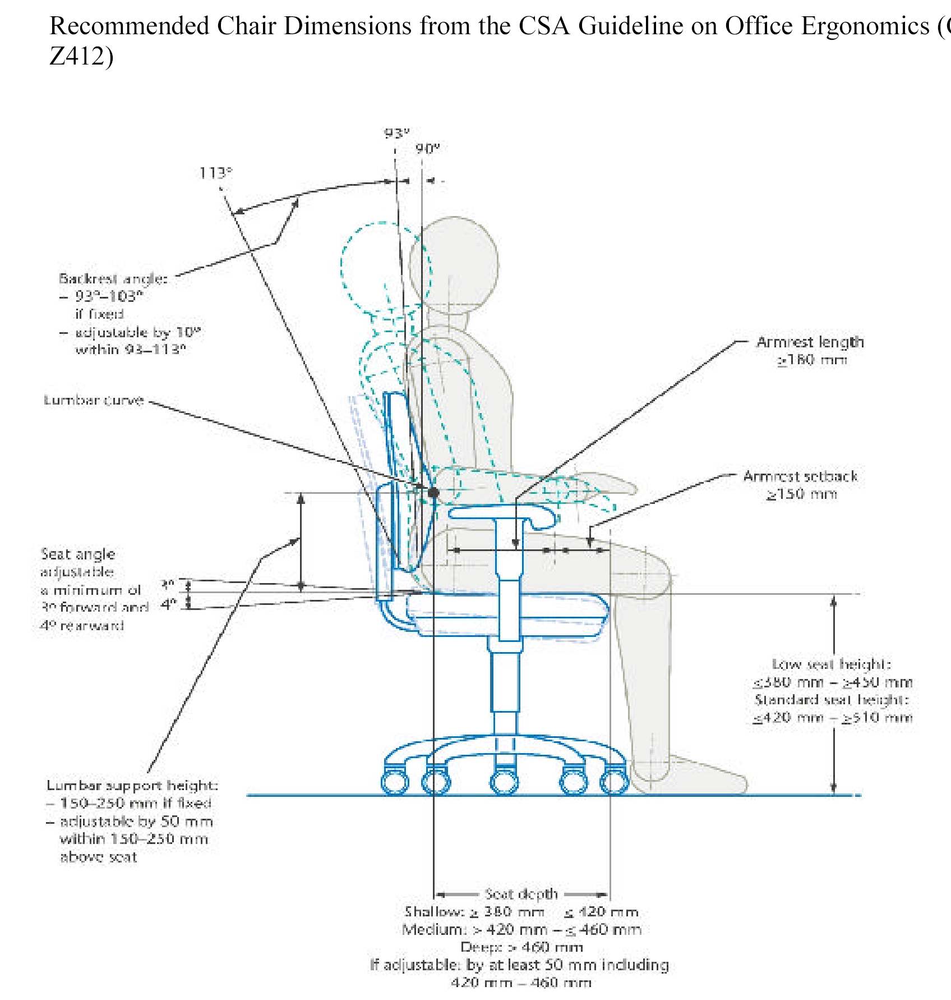 Recommended Chair Dimensions from the CSA Guideline on Office Ergonomics (
Z412)
93°
90°
113°
Backrest angle:
– 93°–103°
if fixed
– adjustable by 10°
within 93–113°
Armrest length
≥180 mm
Lumbar curve
Armrest setback
≥150 mm
Seat angle
adjustable
a minimum of
3° forward and
4° rearward
3°
4°
Low seat height:
≤380 mm – ≥450 mm
Standard seat height:
≤420 mm – ≥510 mm
Lumbar support height:
– 150–250 mm if fixed
– adjustable by 50 mm
within 150–250 mm
above seat
Seat depth
Shallow: ≥ 380 mm ≤ 420 mm
Medium: > 420 mm – ≤ 460 mm
Deep: > 460 mm
If adjustable: by at least 50 mm including
420 mm – 460 mm